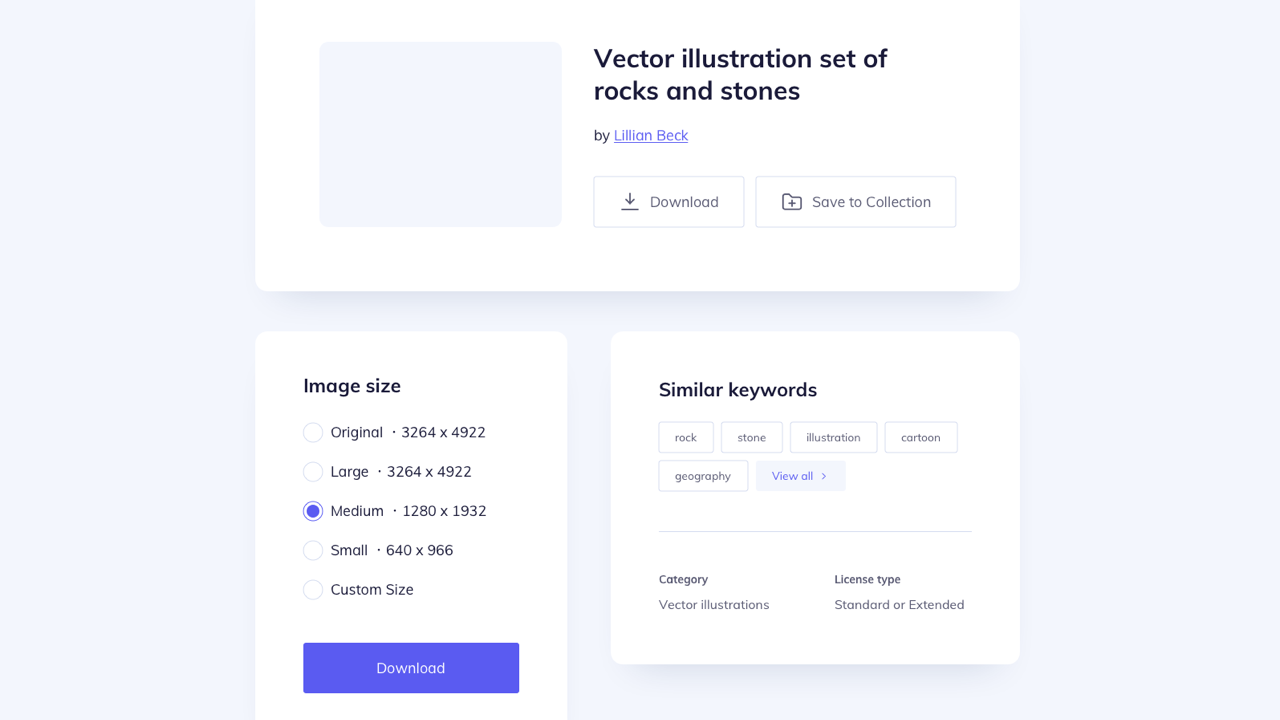 Vector illustration set of
rocks and stones
by Lillian Beck
Download
Save to Collection
Image size
Original · 3264 x 4922
Large · 3264 x 4922
Medium · 1280 x 1932
Small · 640 x 966
Custom Size
Download
Similar keywords
rock
stone
illustration
cartoon
geography
View all
Category
Vector illustrations
License type
Standard or Extended